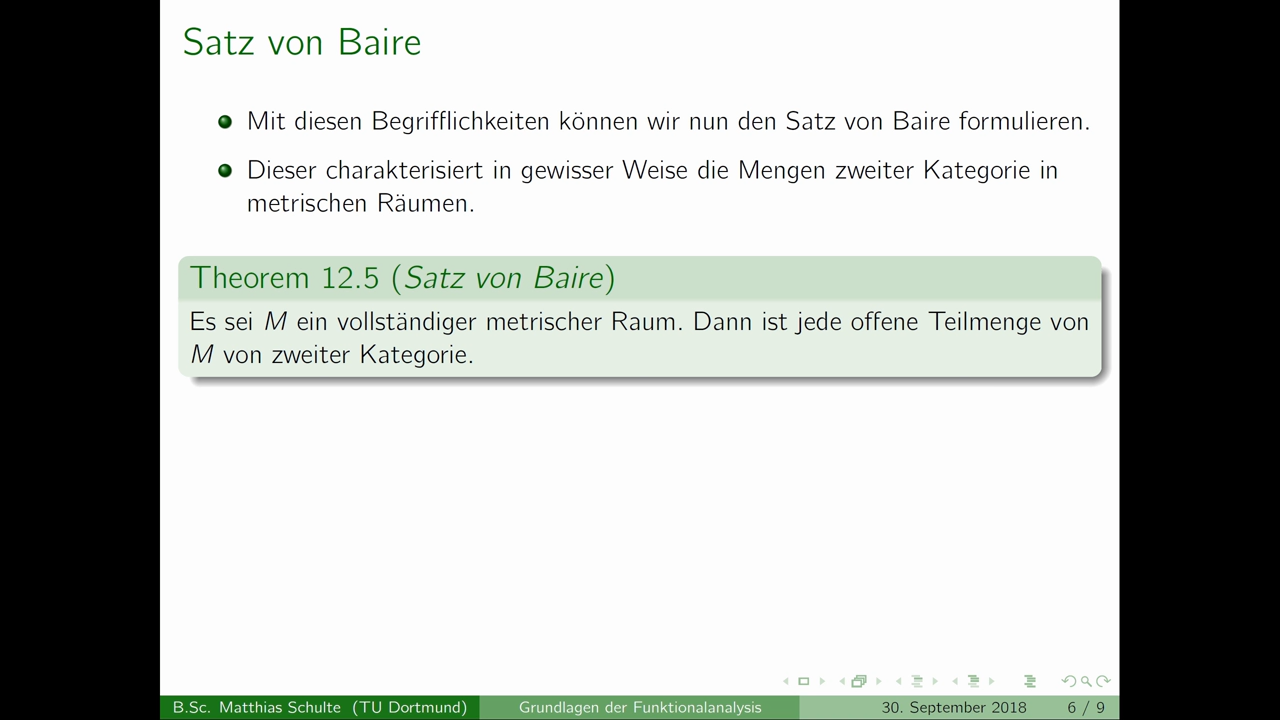 Satz von Baire
Mit diesen Begrifflichkeiten können wir nun den Satz von Baire formulieren.
Dieser charakterisiert in gewisser Weise die Mengen zweiter Kategorie in
metrischen Räumen.
Theorem 12.5 (Satz von Baire)
Es sei M ein vollständiger metrischer Raum. Dann ist jede offene Teilmenge von
M von zweiter Kategorie.
B.Sc. Matthias Schulte (TU Dortmund) Grundlagen der Funktionalanalysis 30. September 2018 6 / 9